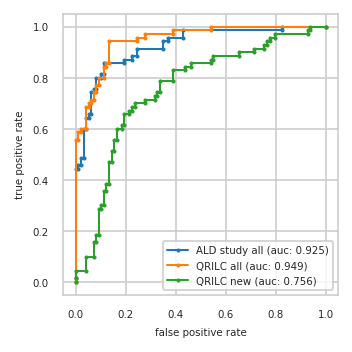 1.0
0.8
0.6
0.4
0.2
0.0
true positive rate
ALD study all (auc: 0.925)
QRILC all (auc: 0.949)
QRILC new (auc: 0.756)
0.0 0.2 0.4 0.6 0.8 1.0
false positive rate